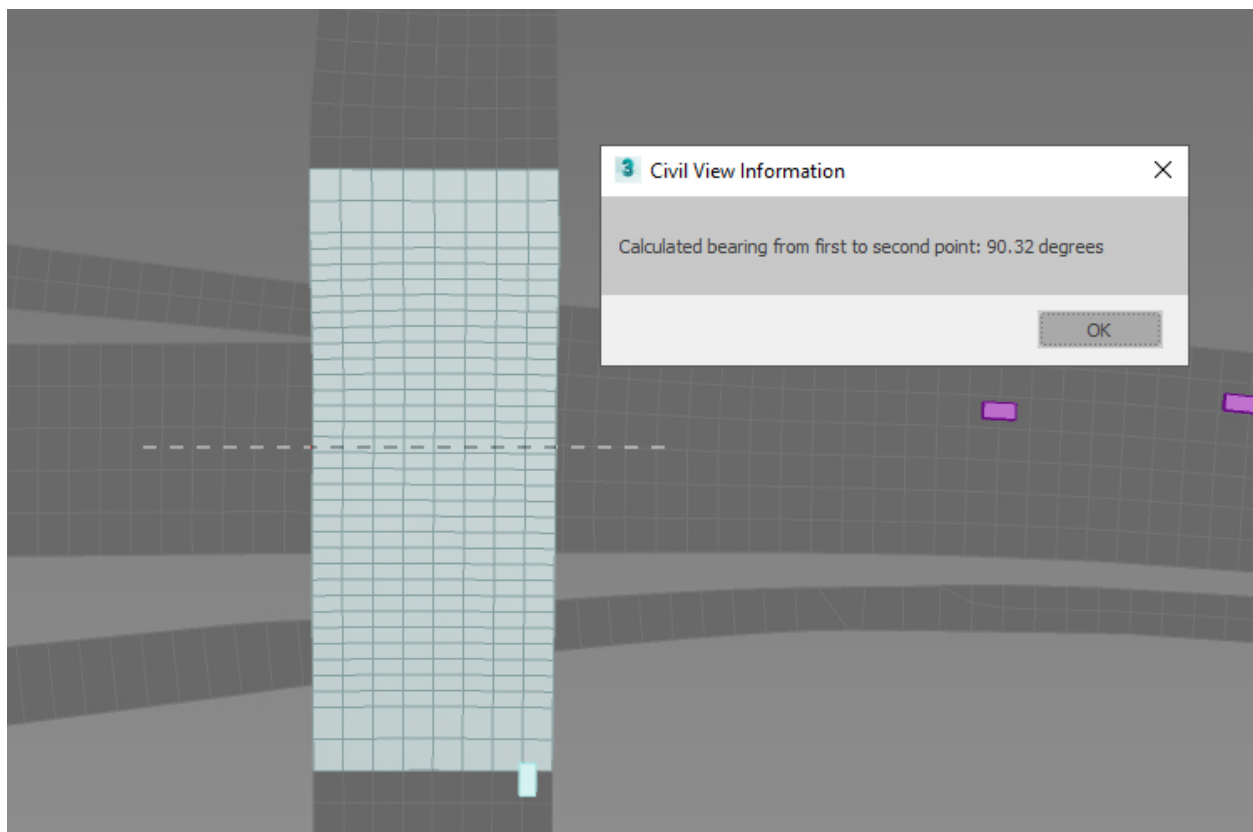 3 Civil View Information
Calculated bearing from first to second point: 90.32 degrees
OK